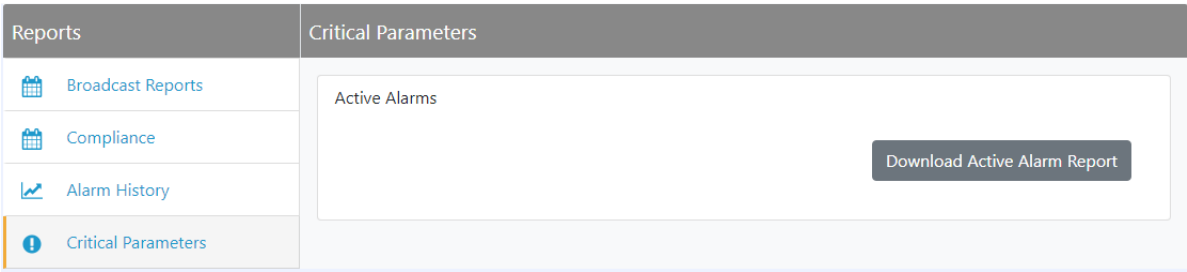 Reports
Broadcast Reports
Compliance
Alarm History
Critical Parameters
Critical Parameters
Active Alarms
Download Active Alarm Report